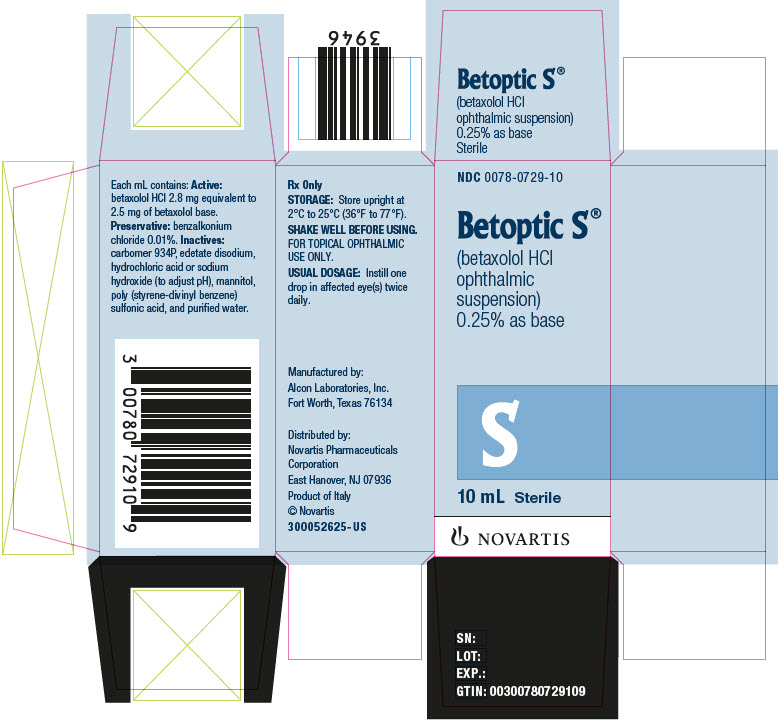 Each mL contains: Active:
betaxolol HCl 2.8 mg equivalent to
2.5 mg of betaxolol base.
Preservative: benzalkonium
chloride 0.01%. Inactives:
carbomer 934P, edetate disodium,
hydrochloric acid or sodium
hydroxide (to adjust pH), mannitol,
poly (styrene-divinyl benzene)
sulfonic acid, and purified water.
3 00780 72910 9
3946
Rx Only
STORAGE: Store upright at
2°C to 25°C (36°F to 77°F).
SHAKE WELL BEFORE USING.
FOR TOPICAL OPHTHALMIC
USE ONLY.
USUAL DOSAGE: Instill one
drop in affected eye(s) twice
daily.
Manufactured by:
Alcon Laboratories, Inc.
Fort Worth, Texas 76134
Distributed by:
Novartis Pharmaceuticals
Corporation
East Hanover, NJ 07936
Product of Italy
© Novartis
300052625-US
Betoptic S®
(betaxolol HCl
ophthalmic suspension)
0.25% as base
Sterile
NDC 0078-0729-10
Betoptic S®
(betaxolol HCl
ophthalmic
suspension)
0.25% as base
S
10 mL Sterile
NOVARTIS
SN:
LOT:
EXP.:
GTIN: 00300780729109